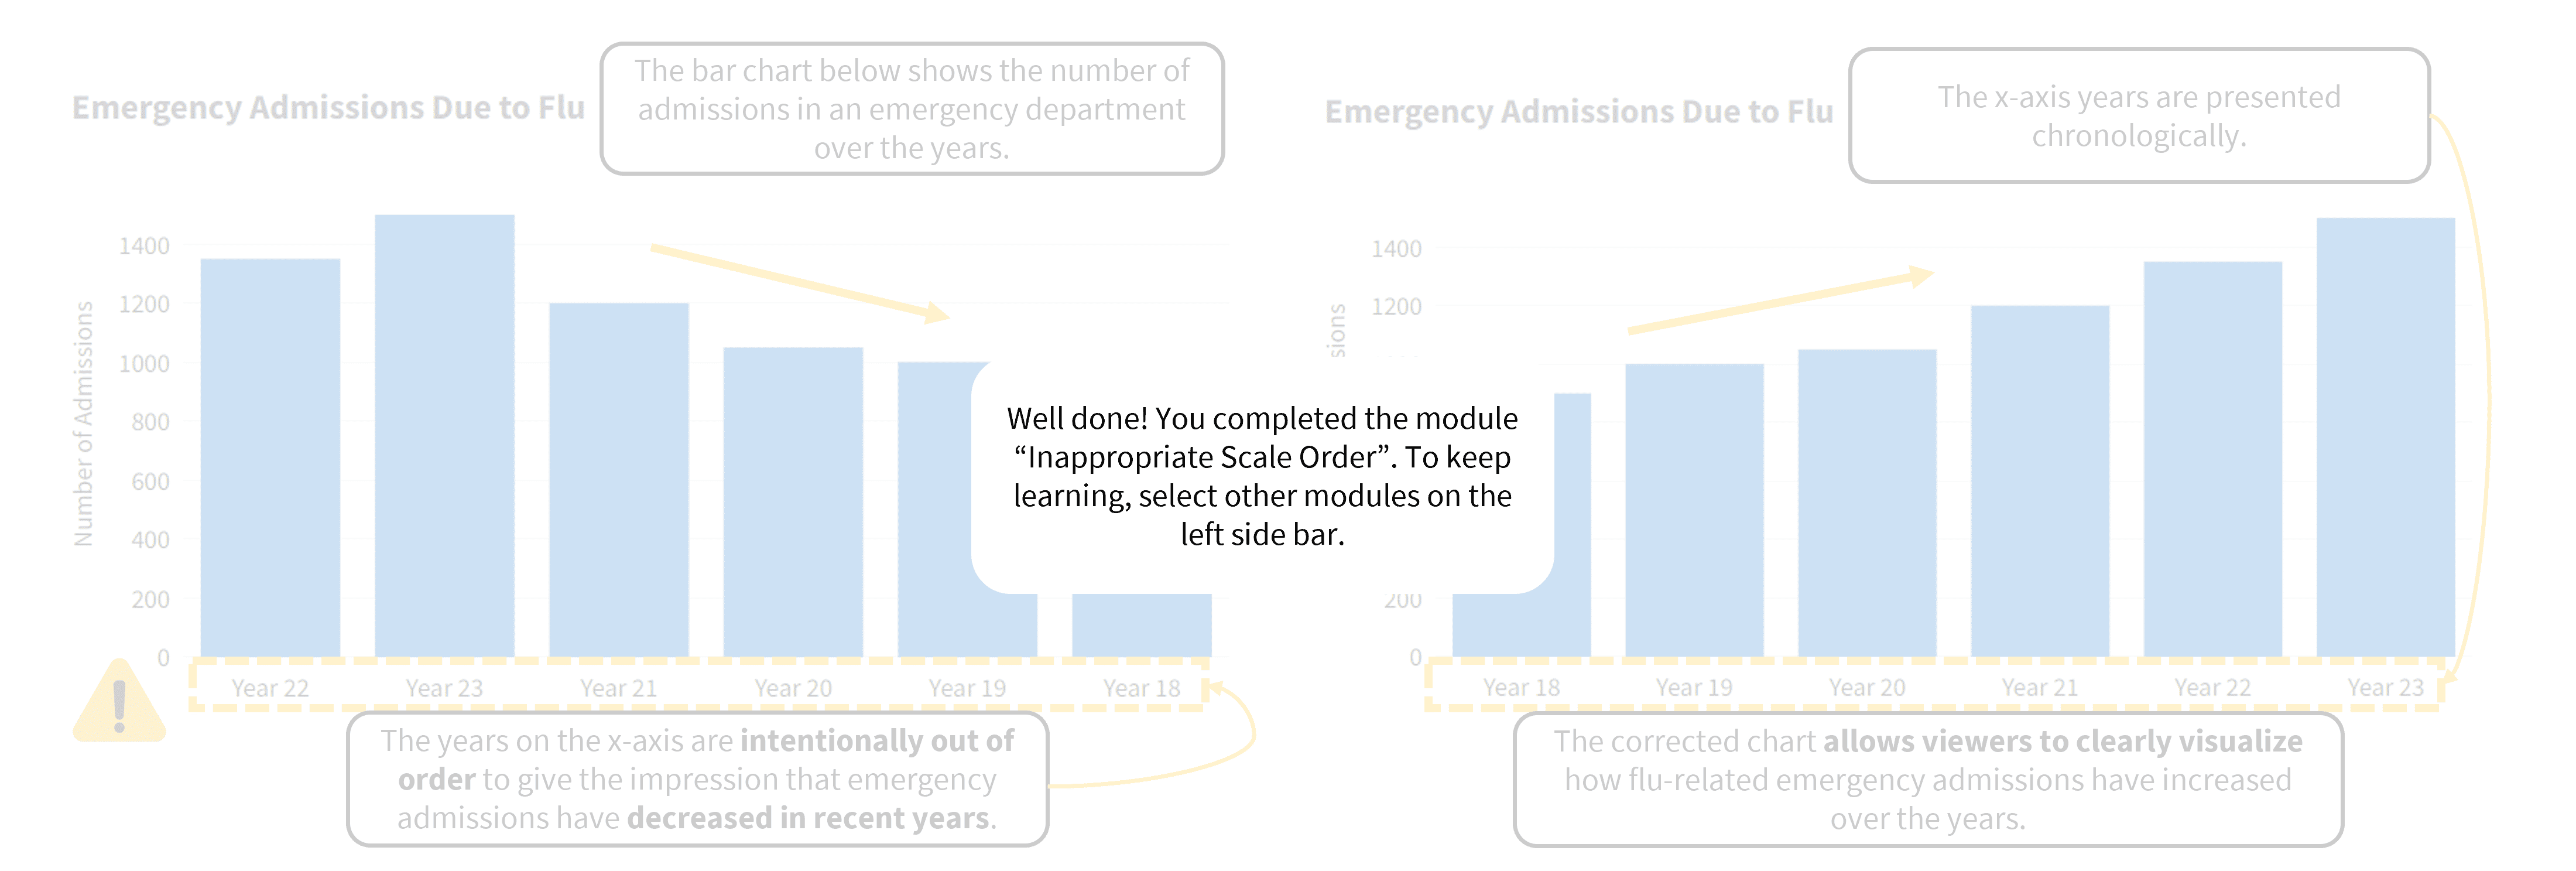 Emergency Admissions Due to Flu
The bar chart below shows the number of
admissions in an emergency department
over the years.
Number of Admissions
1400
1200
1000
800
600
400
200
0
Year 22 Year 23 Year 21 Year 20 Year 19 Year 18
The years on the x-axis are intentionally out of
order to give the impression that emergency
admissions have decreased in recent years.
Well done! You completed the module
“Inappropriate Scale Order”. To keep
learning, select other modules on the
left side bar.
Emergency Admissions Due to Flu
The x-axis years are presented
chronologically.
sions
1400
1200
200
0
Year 18 Year 19 Year 20 Year 21 Year 22 Year 23
The corrected chart allows viewers to clearly visualize
how flu-related emergency admissions have increased
over the years.